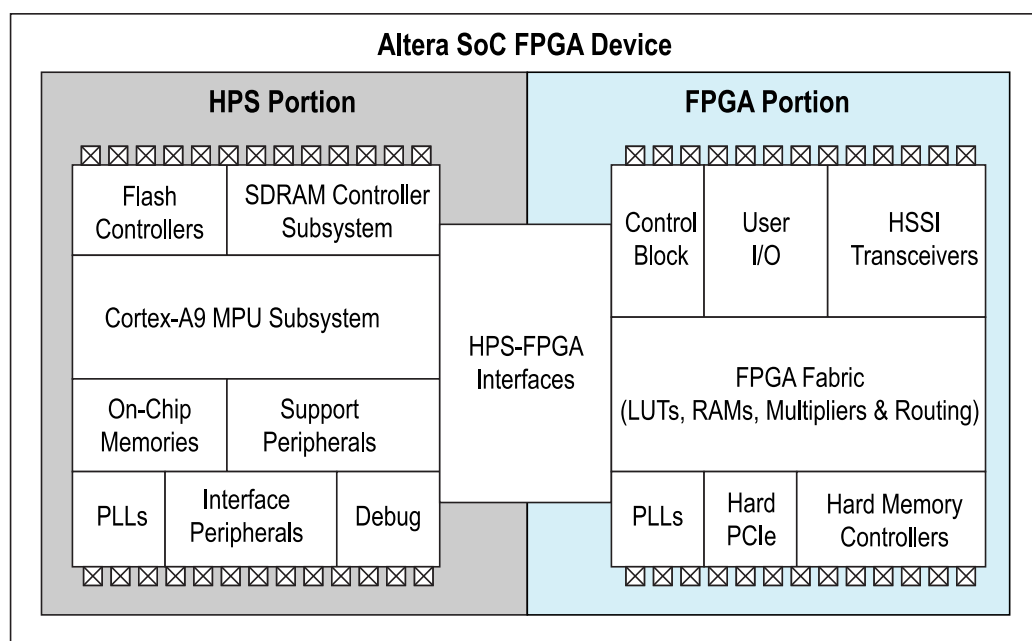 Altera SoC FPGA Device
HPS Portion
FPGA Portion
Flash
Controllers
SDRAM Controller
Subsystem
Cortex-A9 MPU Subsystem
On-Chip
Memories
Support
Peripherals
PLLs
Interface
Peripherals
Debug
HPS-FPGA
Interfaces
Control
Block
User
I/O
HSSI
Transceivers
FPGA Fabric
(LUTs, RAMs, Multipliers & Routing)
PLLs
Hard
PCIe
Hard Memory
Controllers